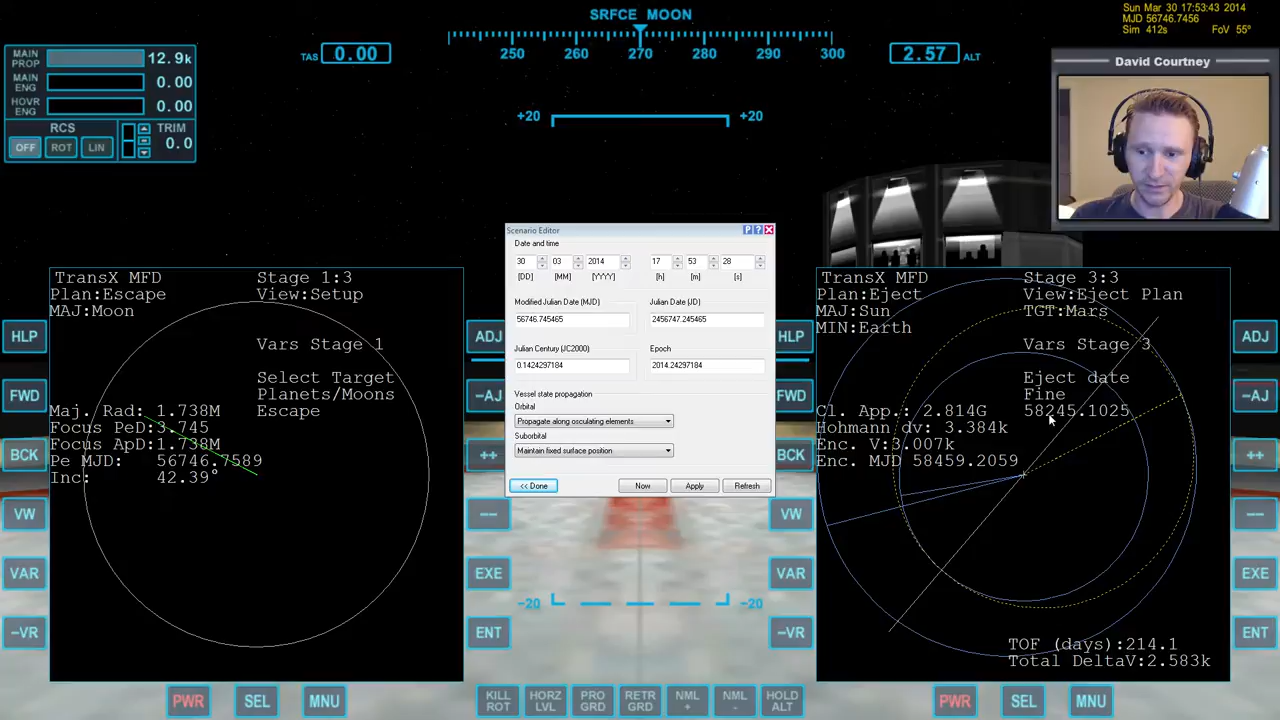 SRFCE MOON
Sun Mar 30 17:53:43 2014
MJD 56746.7456
Sim 412s
FoV 55°
MAIN PROP 12.9k
MAIN ENG 0.00
HOVR ENG 0.00
RCS
TRIM
0.0
OFF ROT LIN
TAS 0.00
250 260 270 280 290 300
2.57 ALT
David Courtney
+20 +20
Scenario Editor
P ? X
Date and time
30 03 2014 17 53 28
[DD] [MM] [YYYY] [h] [m] [s]
Modified Julian Date (MJD) Julian Date (JD)
56746.745465 2456747.245465
Julian Century (JC2000) Epoch
0.1424297184 2014.24297184
Vessel state propagation
Orbital
Propagate along osculating elements
Suborbital
Maintain fixed surface position
<< Done Now Apply Refresh
TransX MFD Stage 1:3
Plan:Escape View:Setup
MAJ:Moon
Vars Stage 1
Select Target
Planets/Moons
Escape
Maj. Rad: 1.738M
Focus PeD:3.745
Focus ApD:1.738M
Pe MJD: 56746.7589
Inc: 42.39°
TransX MFD Stage 3:3
Plan:Eject View:Eject Plan
MAJ:Sun TGT:Mars
MIN:Earth
Vars Stage 3
Eject date
Fine
58245.1025
Cl. App.: 2.814G
Hohmann dv: 3.384k
Enc. V:3.007k
Enc. MJD 58459.2059
TOF (days):214.1
Total DeltaV:2.583k
HLP
FWD
BCK
VW
VAR
-VR
ADJ
-AJ
++
--
EXE
ENT
HLP
FWD
BCK
VW
VAR
-VR
ADJ
-AJ
++
--
EXE
ENT
-20 -20
PWR SEL MNU
KILL ROT
HORZ LVL
PRO GRD
RETR GRD
NML +
NML -
HOLD ALT
PWR SEL MNU